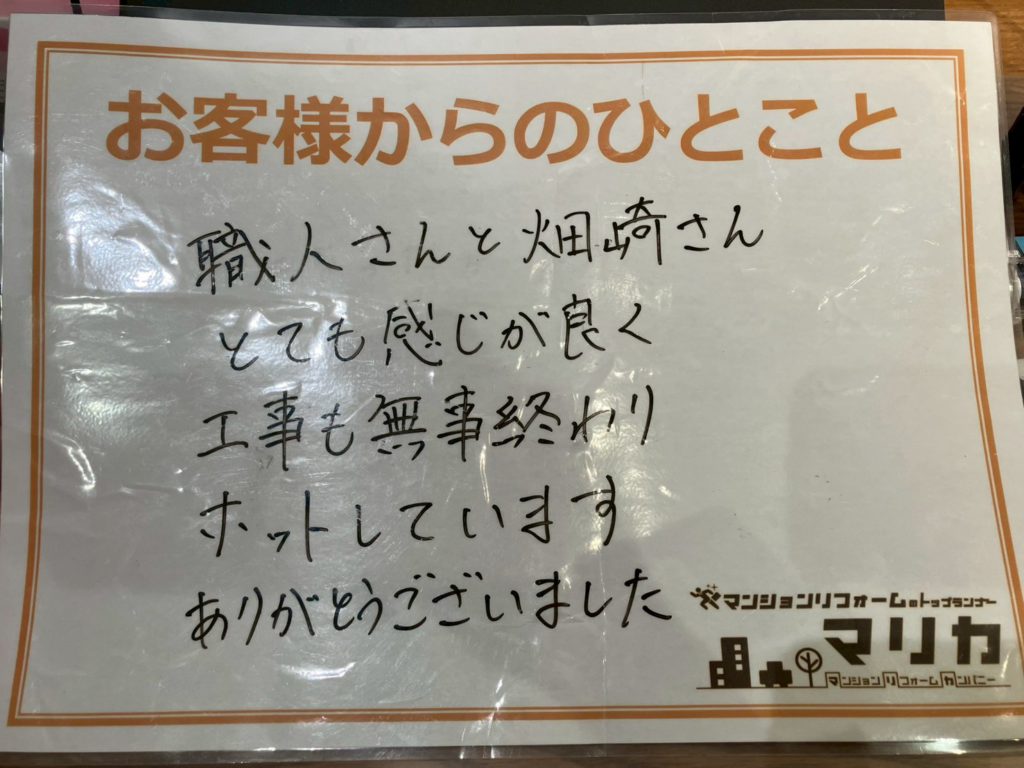 お客様からのひとこと
職人さんと畑崎さん
とても感じが良く
工事も無事終わり
ホットしています
ありがとうございました
マンションリフォームのトップランナー
マリカ
マンションリフォームカンパニー